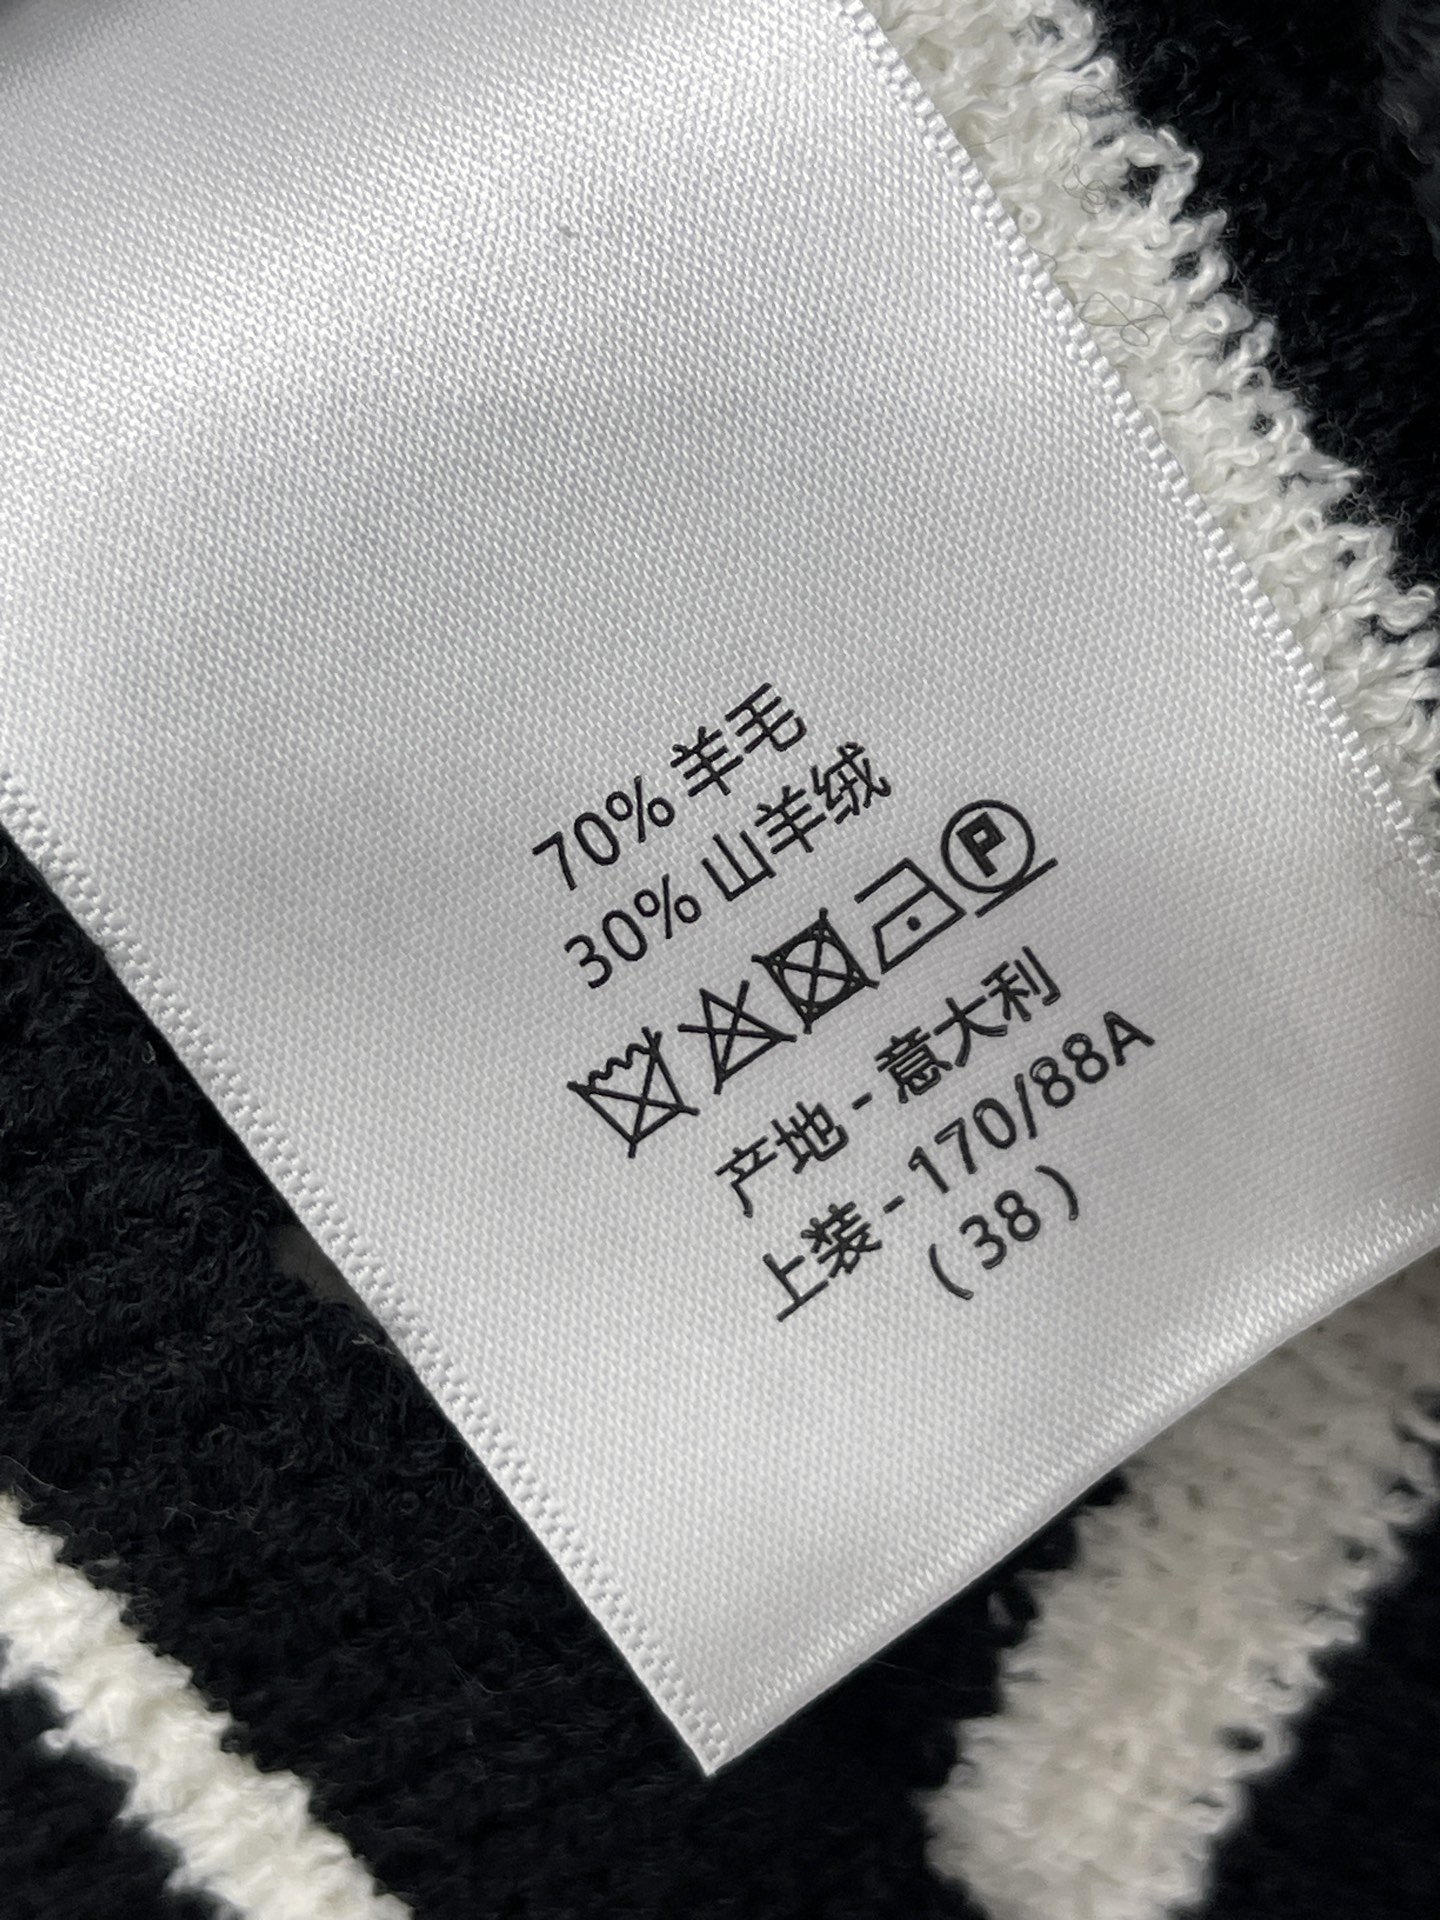 70% 羊毛
30% 山羊绒
P
产地 - 意大利
上装 - 170/88A
(38)